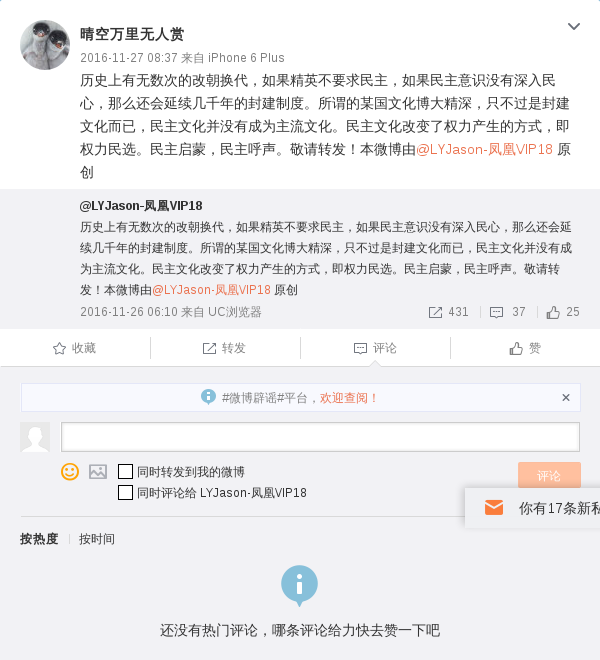 晴空万里无人赏
2016-11-27 08:37 来自 iPhone 6 Plus
历史上有无数次的改朝换代，如果精英不要求民主，如果民主意识没有深入民
心，那么还会延续几千年的封建制度。所谓的某国文化博大精深，只不过是封建
文化而已，民主文化并没有成为主流文化。民主文化改变了权力产生的方式，即
权力民选。民主启蒙，民主呼声。敬请转发！本微博由@LYJason-凤凰VIP18 原
创
@LYJason-凤凰VIP18
历史上有无数次的改朝换代，如果精英不要求民主，如果民主意识没有深入民心，那么还会延
续几千年的封建制度。所谓的某国文化博大精深，只不过是封建文化而已，民主文化并没有成
为主流文化。民主文化改变了权力产生的方式，即权力民选。民主启蒙，民主呼声。敬请转
发！本微博由@LYJason-凤凰VIP18 原创
2016-11-26 06:10 来自 UC浏览器 431 37 25
收藏 转发 评论 赞
#微博辟谣#平台，欢迎查阅！
同时转发到我的微博 评论
同时评论给 LYJason-凤凰VIP18
你有17条新私
按热度 按时间
还没有热门评论，哪条评论给力快去赞一下吧